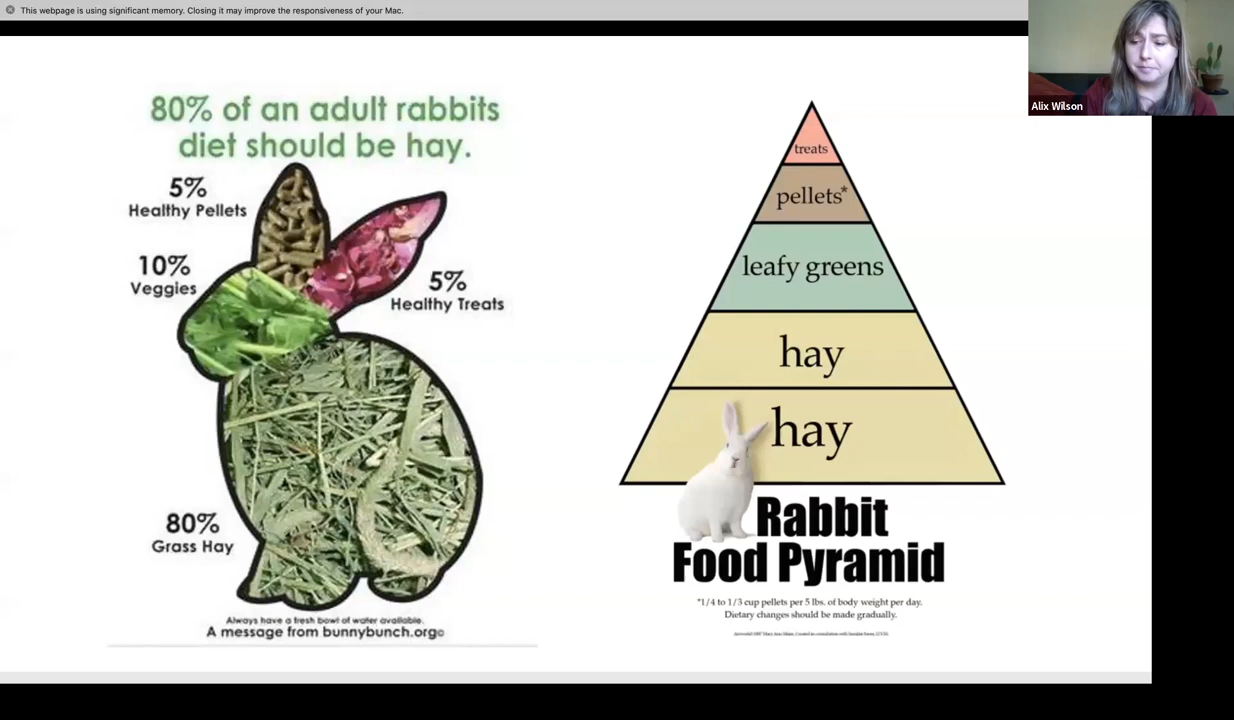 This webpage is using significant memory. Closing it may improve the responsiveness of your Mac.
Alix Wilson
80% of an adult rabbits
diet should be hay.
5%
Healthy Pellets
10%
Veggies
5%
Healthy Treats
80%
Grass Hay
Always have a fresh bowl of water available.
A message from bunnybunch.org©
treats
pellets*
leafy greens
hay
hay
Rabbit
Food Pyramid
*1/4 to 1/3 cup pellets per 5 lbs. of body weight per day.
Dietary changes should be made gradually.